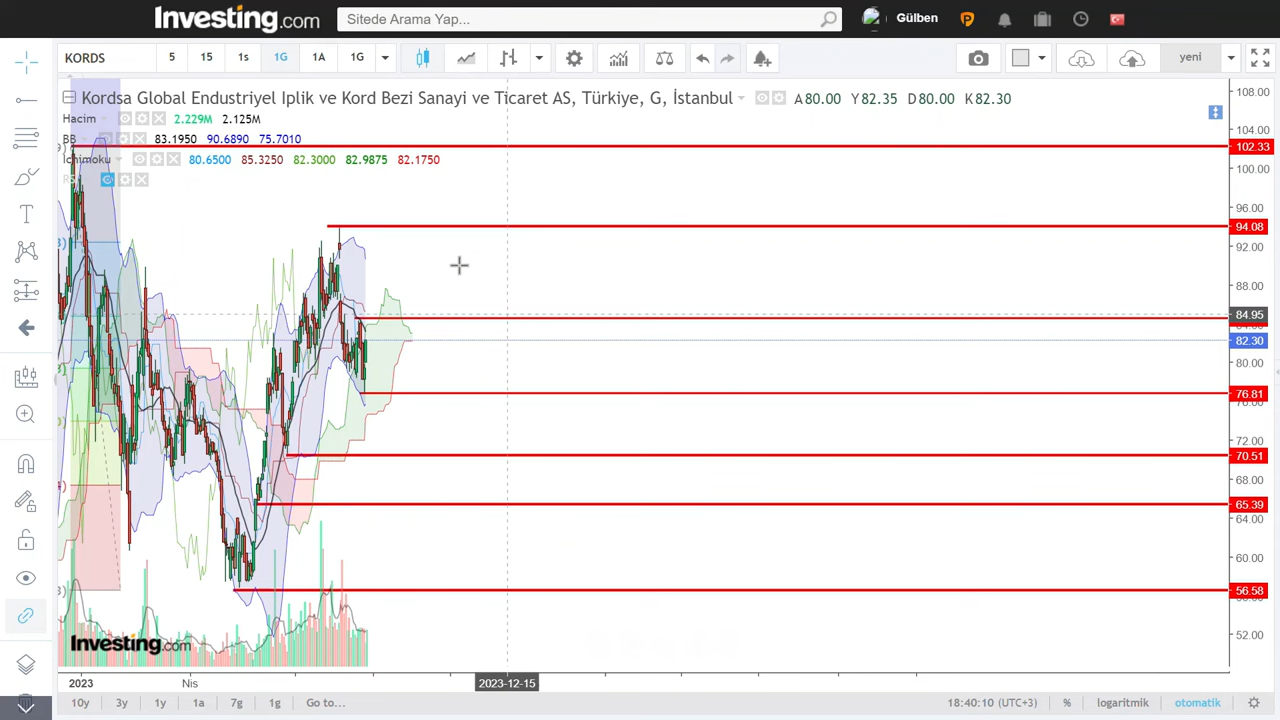 Investing.com
Sitede Arama Yap...
Gülben
KORDS
5 15 1s 1G 1A 1G
yeni
Kordsa Global Endustriyel Iplik ve Kord Bezi Sanayi ve Ticaret AS, Türkiye, G, İstanbul A80.00 Y82.35 D80.00 K82.30
Hacim 2.229M 2.125M
BB 83.1950 90.6890 75.7010
Ichimoku 80.6500 85.3250 82.3000 82.9875 82.1750
108.00
104.00
102.33
100.00
96.00
94.08
92.00
88.00
84.95
82.30
80.00
76.81
72.00
70.51
68.00
65.39
64.00
60.00
56.58
52.00
Investing.com
2023 Nis 2023-12-15
10y 3y 1y 1a 7g 1g Go to... 18:40:10 (UTC+3) % logaritmik otomatik